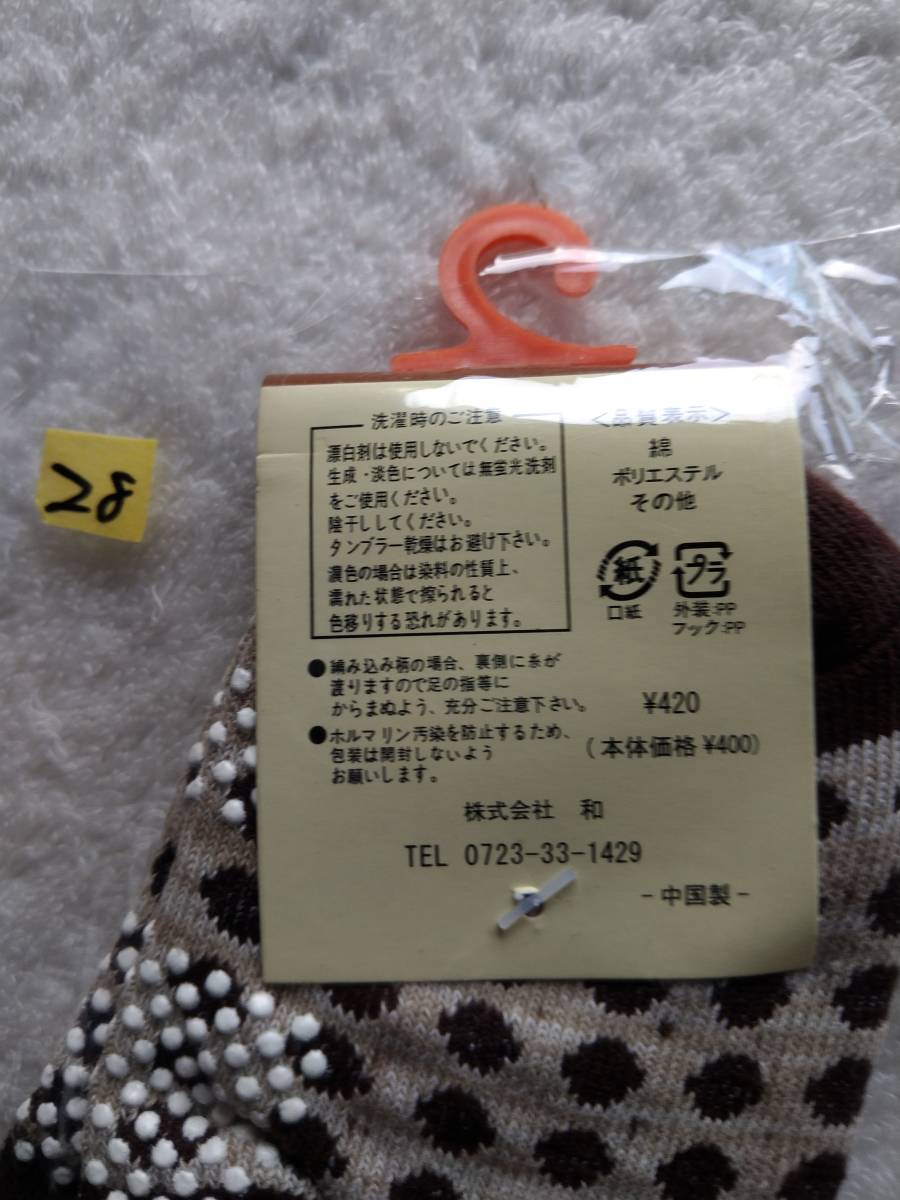 28
洗濯時のご注意
漂白剤は使用しないでください。
生成・淡色については無蛍光洗剤
をご使用ください。
陰干ししてください。
タンブラー乾燥はお避け下さい。
濃色の場合は染料の性質上、
濡れた状態で擦られると
色移りする恐れがあります。
<品質表示>
綿
ポリエステル
その他
紙
口紙
プラ
外装:PP
フック:PP
●編み込み柄の場合、裏側に糸が
渡りますので足の指等に
からまぬよう、充分ご注意下さい。
●ホルマリン汚染を防止するため、
包装は開封しないよう
お願いします。
¥420
(本体価格¥400)
株式会社 和
TEL 0723-33-1429
-中国製-